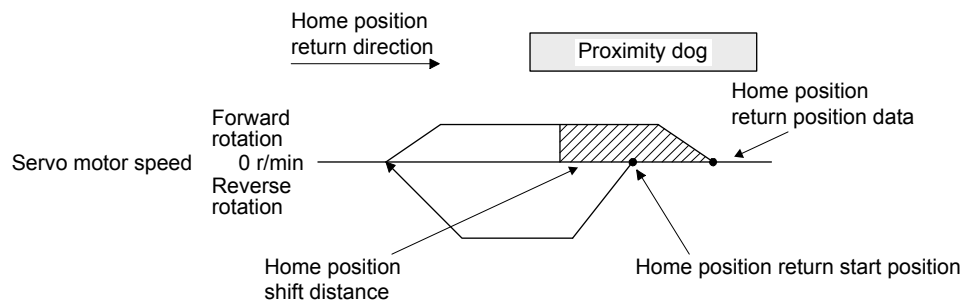 Home position
return direction
Proximity dog
Home position
return position data
Forward
rotation
Servo motor speed 0 r/min
Reverse
rotation
Home position
shift distance
Home position return start position